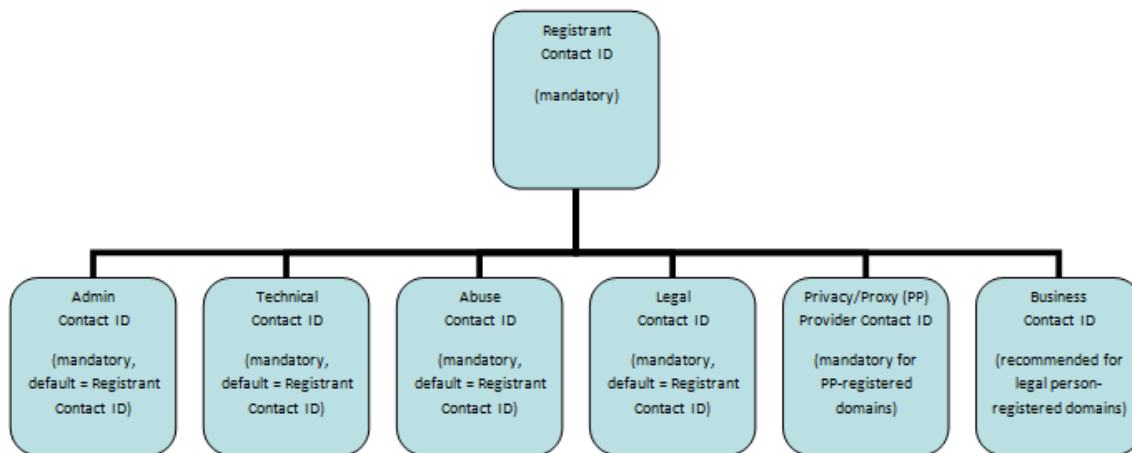 Registrant
Contact ID
(mandatory)
Admin
Contact ID
(mandatory,
default = Registrant
Contact ID)
Technical
Contact ID
(mandatory,
default = Registrant
Contact ID)
Abuse
Contact ID
(mandatory,
default = Registrant
Contact ID)
Legal
Contact ID
(mandatory,
default = Registrant
Contact ID)
Privacy/Proxy (PP)
Provider Contact ID
(mandatory for
PP-registered
domains)
Business
Contact ID
(recommended for
legal person-
registered domains)